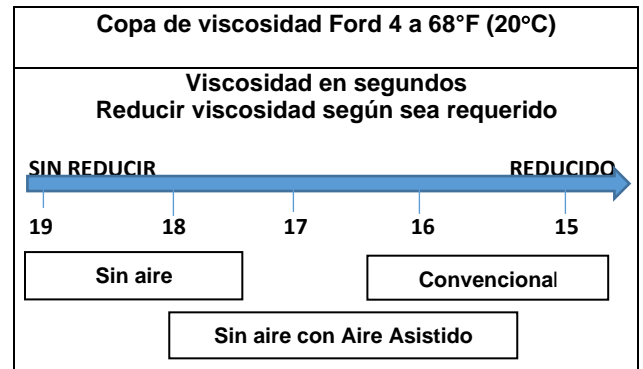 Copa de viscosidad Ford 4 a 68°F (20°C)
Viscosidad en segundos
Reducir viscosidad según sea requerido
SIN REDUCIR REDUCIDO
19 18 17 16 15
Sin aire Convencional
Sin aire con Aire Asistido